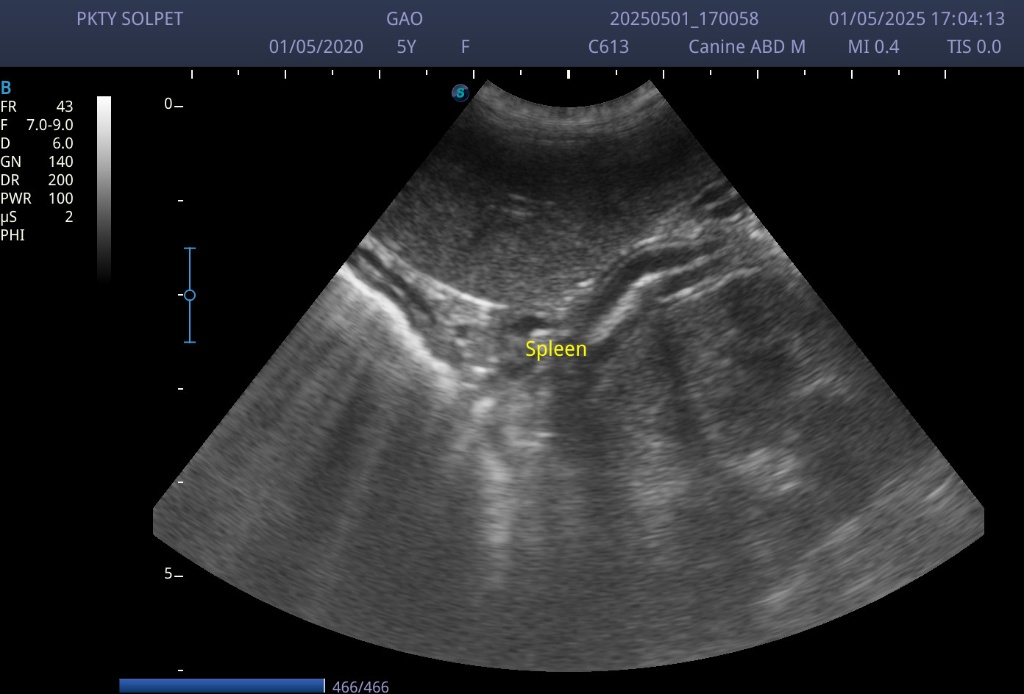 PKTY SOLPET GAO 20250501_170058 01/05/2025 17:04:13
01/05/2020 5Y F C613 Canine ABD M MI 0.4 TIS 0.0
B
FR 43
F 7.0-9.0
D 6.0
GN 140
DR 200
PWR 100
µS 2
PHI
S
0
Spleen
5
466/466